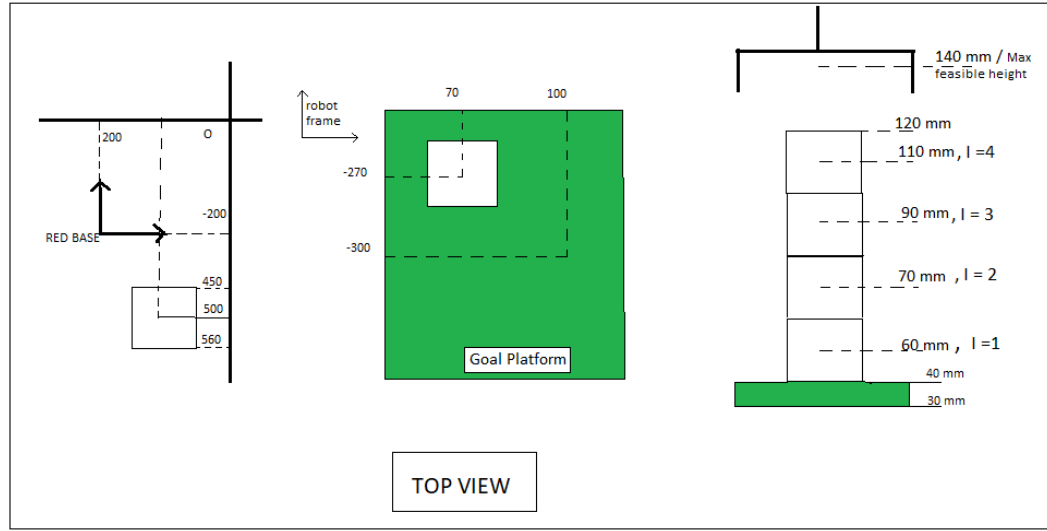 200
O
-200
RED BASE
450
500
560
robot
frame
70
100
-270
-300
Goal Platform
TOP VIEW
140 mm / Max
feasible height
120 mm
110 mm, I =4
90 mm, I = 3
70 mm , I = 2
60 mm , I =1
40 mm
30 mm